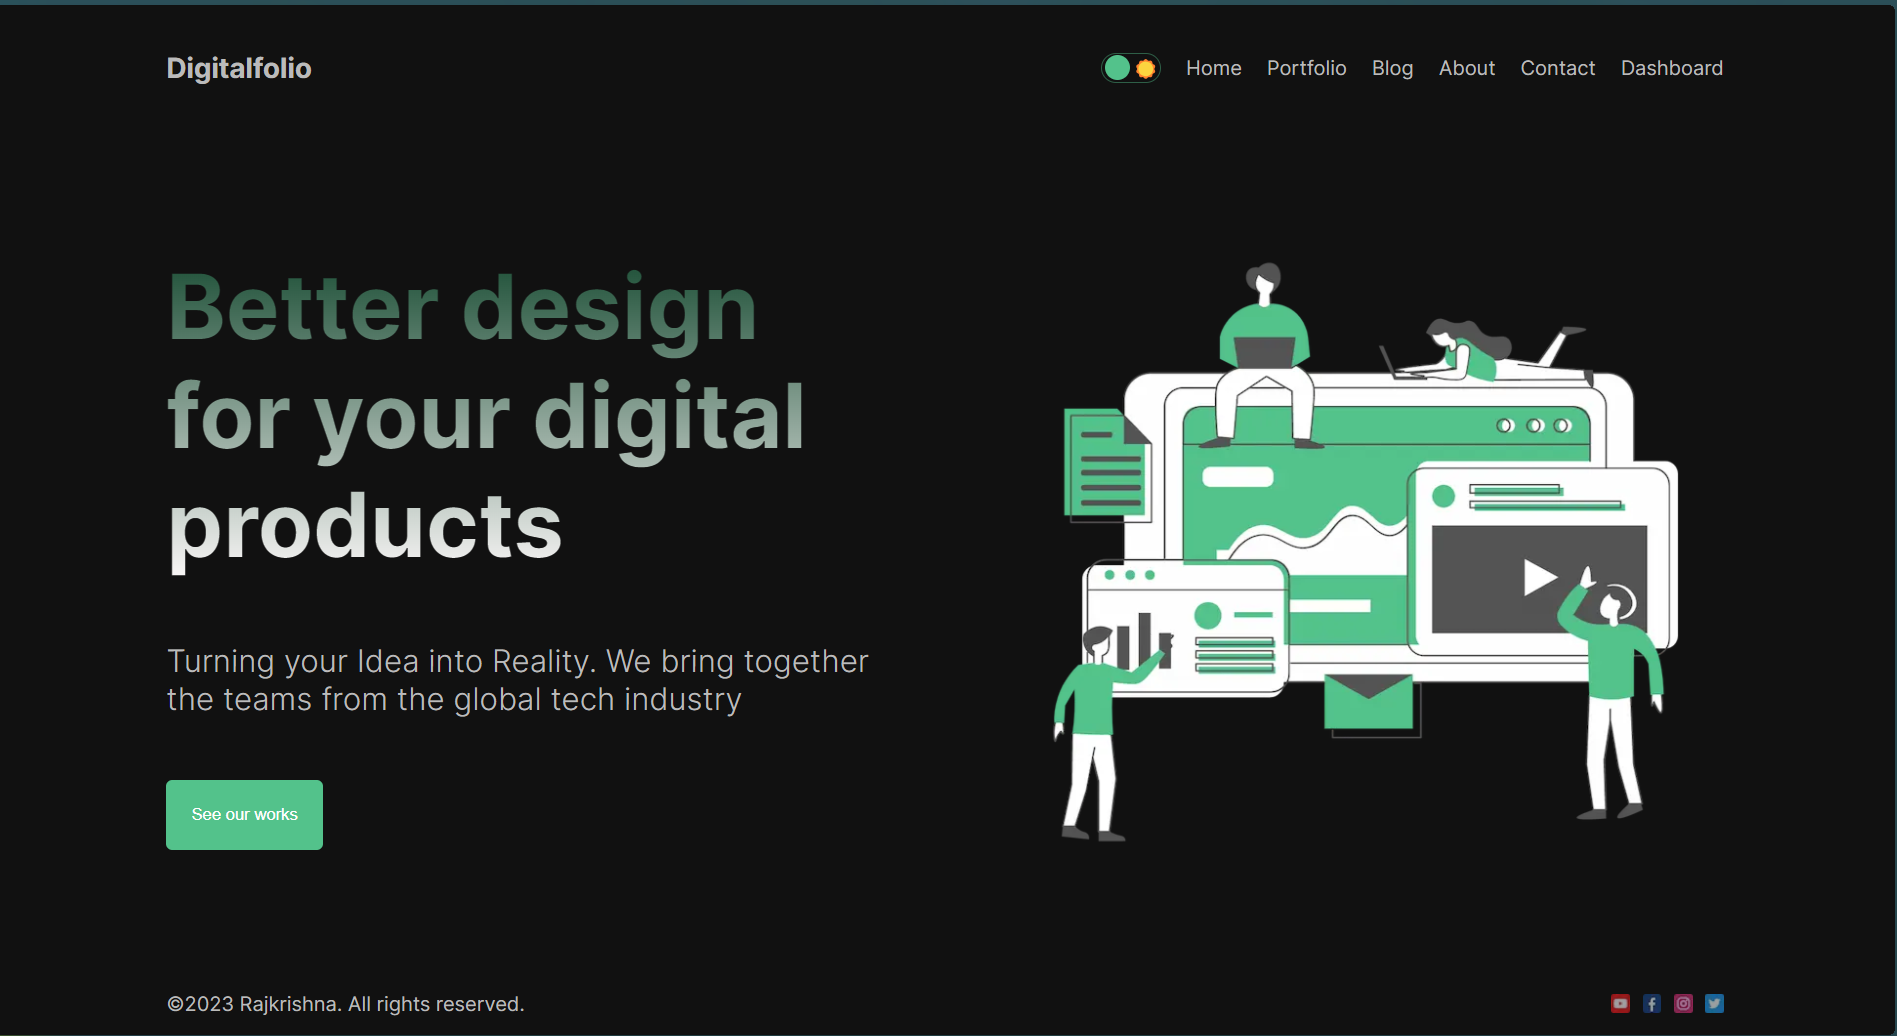 Digitalfolio
Home Portfolio Blog About Contact Dashboard
Better design
for your digital
products
Turning your Idea into Reality. We bring together
the teams from the global tech industry
See our works
©2023 Rajkrishna. All rights reserved.